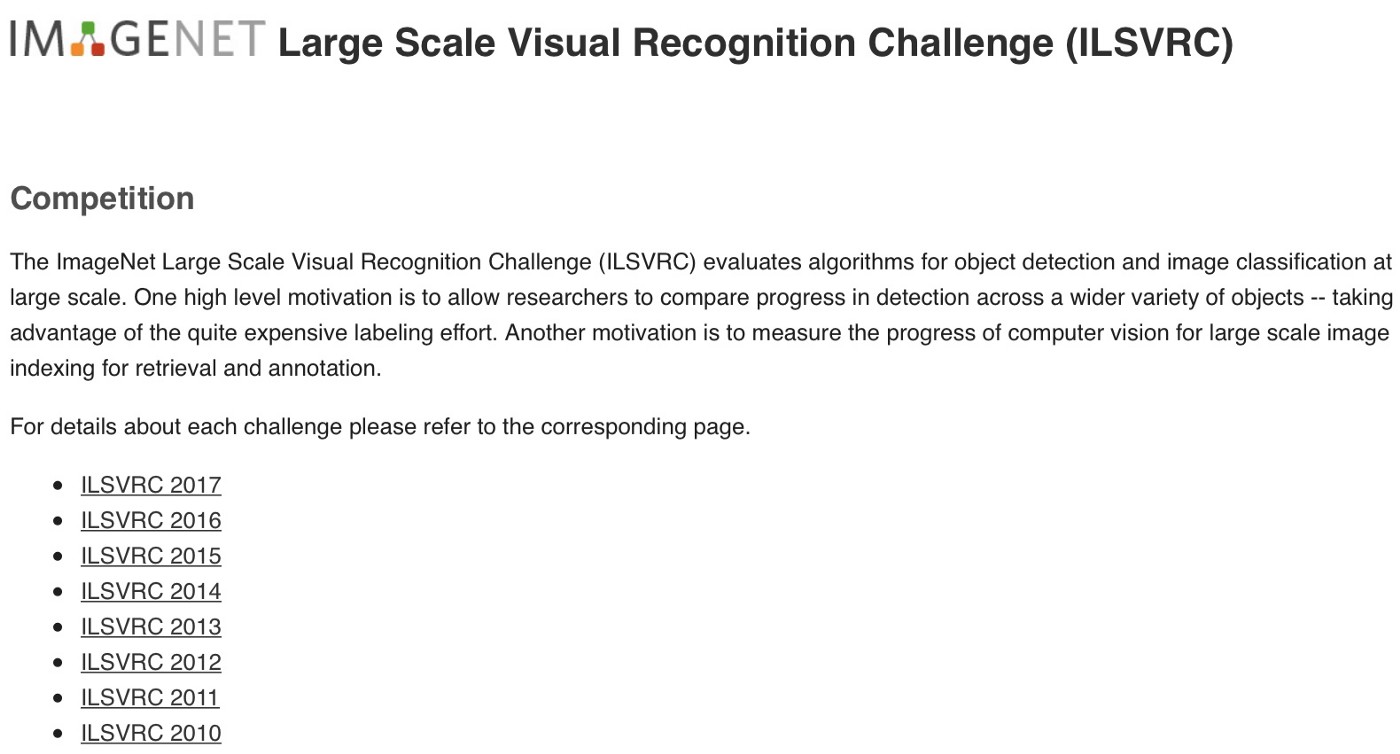 IMAGENET Large Scale Visual Recognition Challenge (ILSVRC)
Competition
The ImageNet Large Scale Visual Recognition Challenge (ILSVRC) evaluates algorithms for object detection and image classification at
large scale. One high level motivation is to allow researchers to compare progress in detection across a wider variety of objects -- taking
advantage of the quite expensive labeling effort. Another motivation is to measure the progress of computer vision for large scale image
indexing for retrieval and annotation.
For details about each challenge please refer to the corresponding page.
• ILSVRC 2017
• ILSVRC 2016
• ILSVRC 2015
• ILSVRC 2014
• ILSVRC 2013
• ILSVRC 2012
• ILSVRC 2011
• ILSVRC 2010